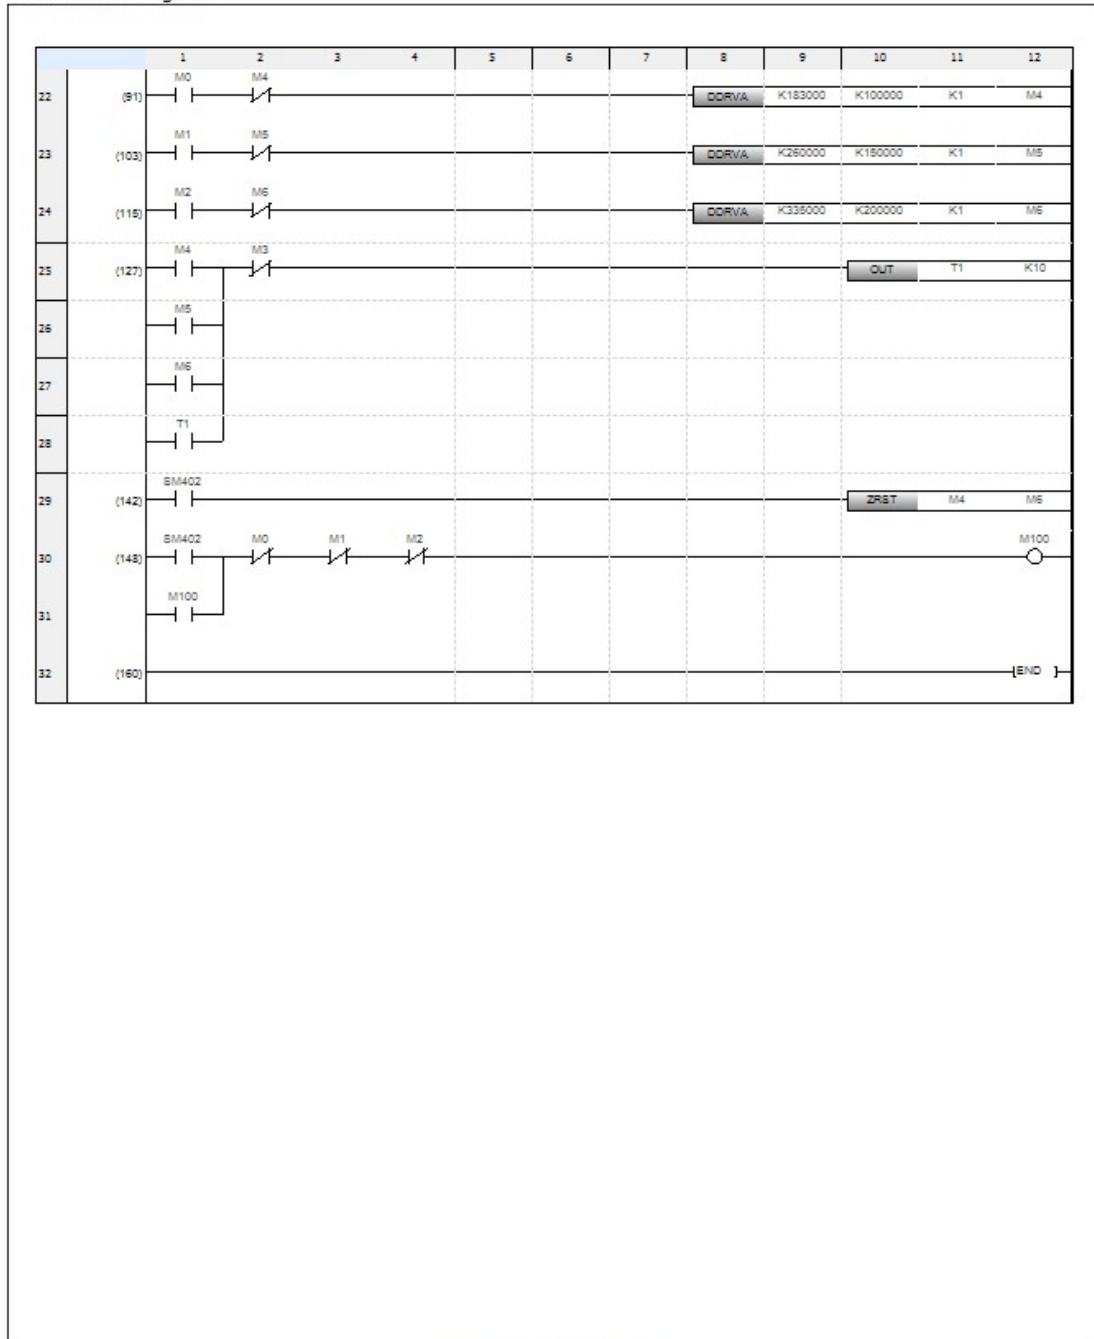 1 2 3 4 5 6 7 8 9 10 11 12
M0 M4
22 (91) DDRVA K183000 K100000 K1 M4
M1 M5
23 (103) DDRVA K260000 K150000 K1 M5
M2 M6
24 (115) DDRVA K335000 K200000 K1 M6
M4 M3
25 (127) OUT T1 K10
M5
26
M6
27
T1
28
SM402
29 (142) ZRST M4 M6
SM402 M0 M1 M2 M100
30 (148)
M100
31
32 (160) [END ]